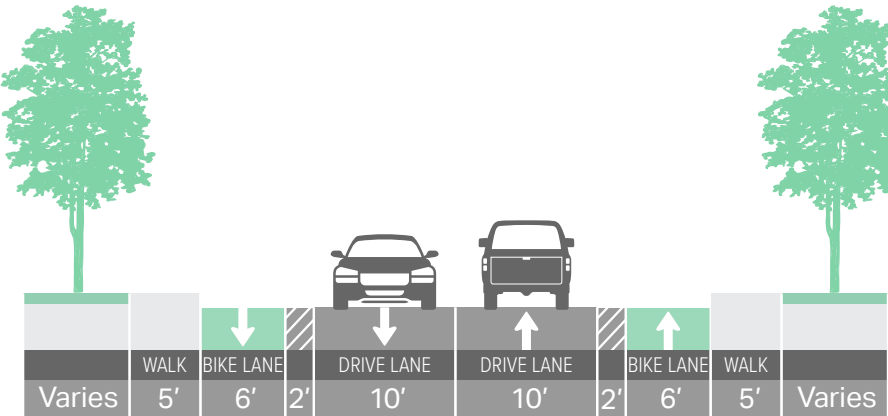 WALK BIKE LANE DRIVE LANE DRIVE LANE BIKE LANE WALK
Varies 5' 6' 2' 10' 10' 2' 6' 5' Varies